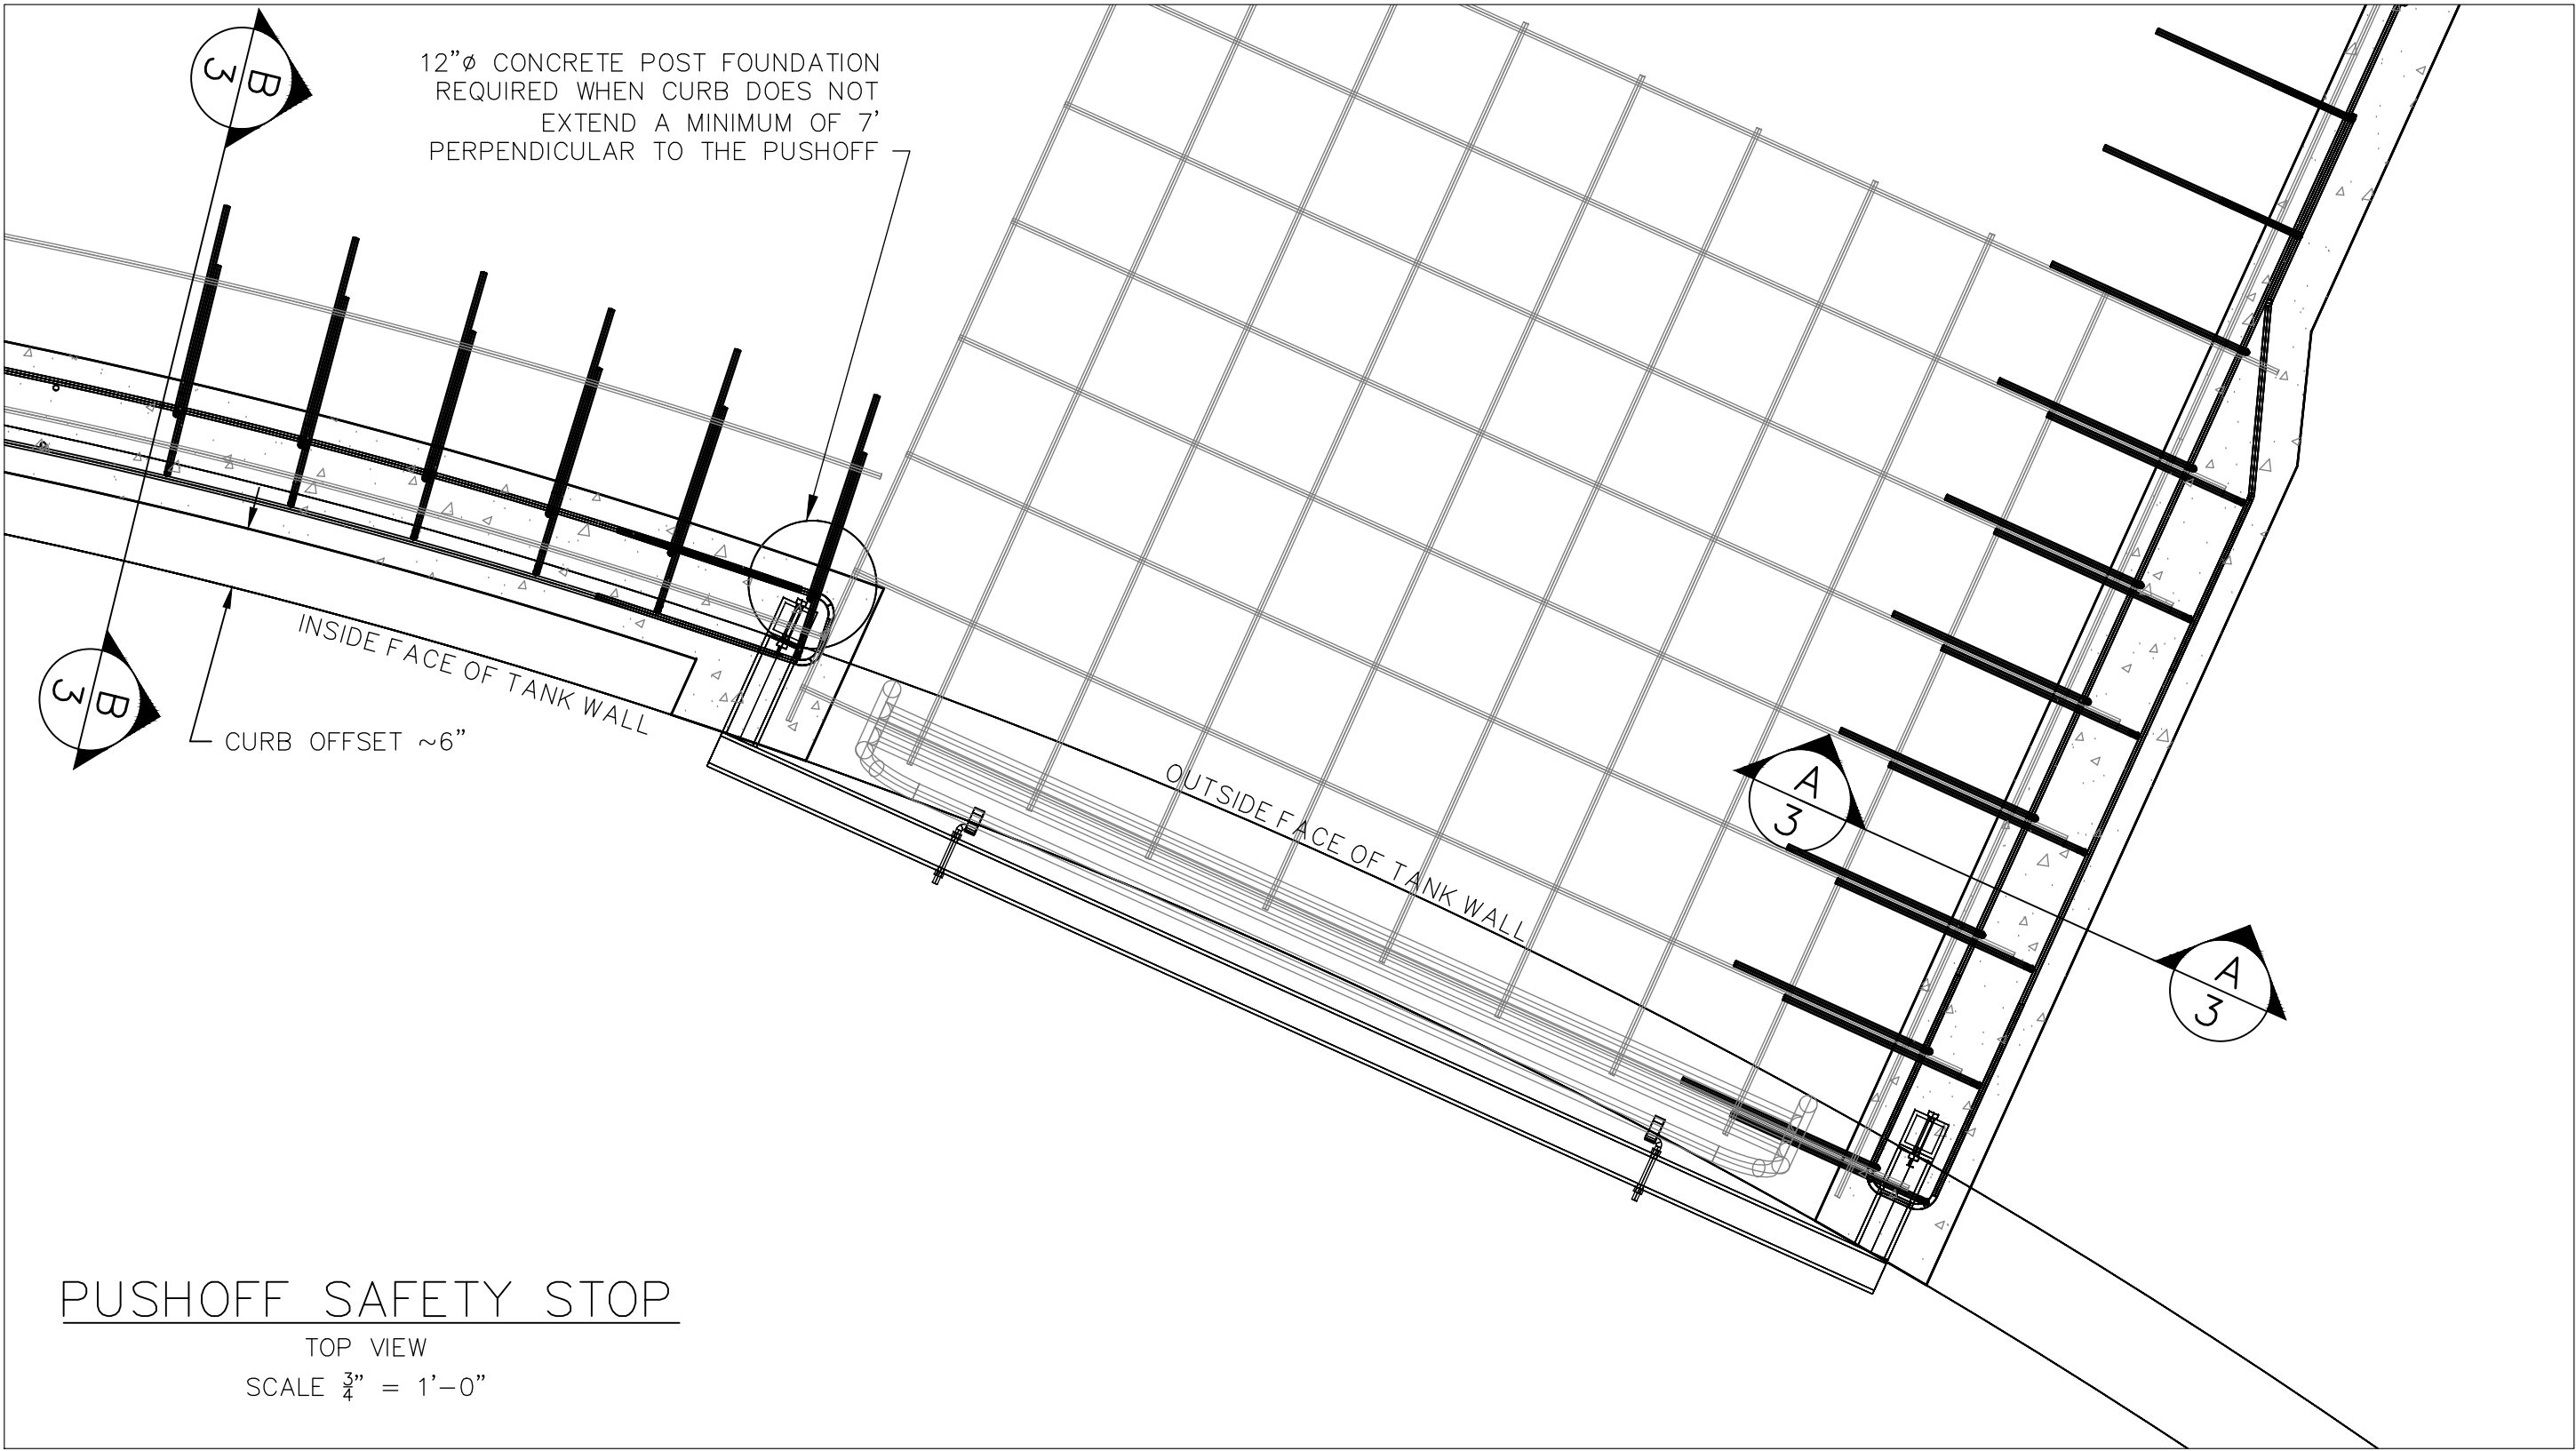 B
3
12”ø CONCRETE POST FOUNDATION
REQUIRED WHEN CURB DOES NOT
EXTEND A MINIMUM OF 7’
PERPENDICULAR TO THE PUSHOFF
INSIDE FACE OF TANK WALL
B
3
CURB OFFSET ~6”
OUTSIDE FACE OF TANK WALL
A
3
A
3
PUSHOFF SAFETY STOP
TOP VIEW
SCALE ¾” = 1’–0”